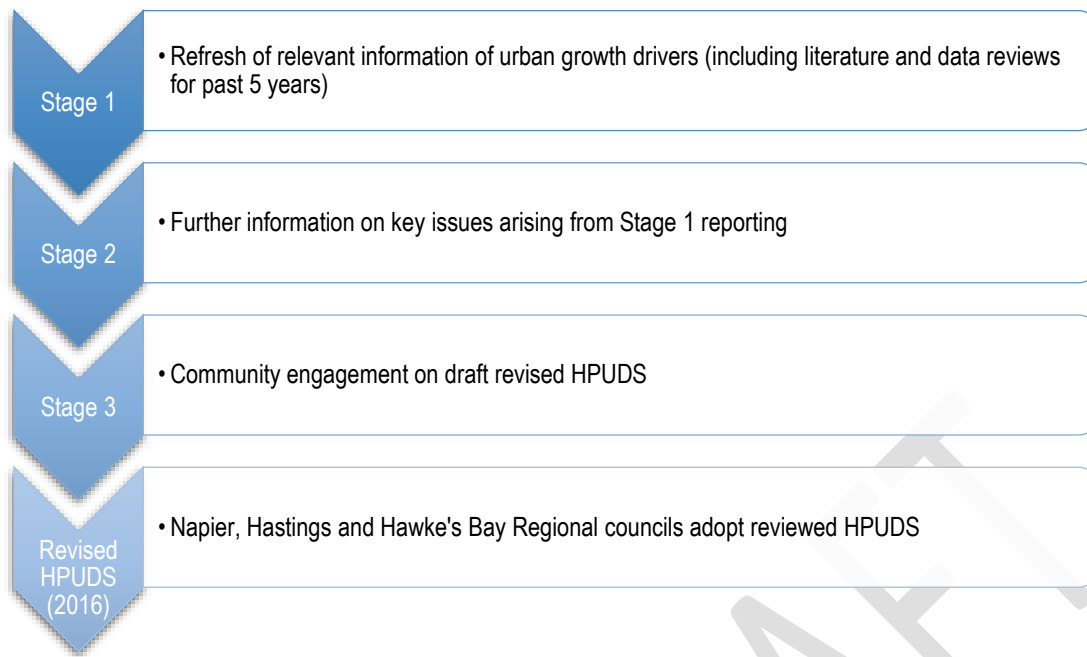 Stage 1
• Refresh of relevant information of urban growth drivers (including literature and data reviews
for past 5 years)
Stage 2
• Further information on key issues arising from Stage 1 reporting
Stage 3
• Community engagement on draft revised HPUDS
Revised
HPUDS
(2016)
• Napier, Hastings and Hawke's Bay Regional councils adopt reviewed HPUDS
AFT